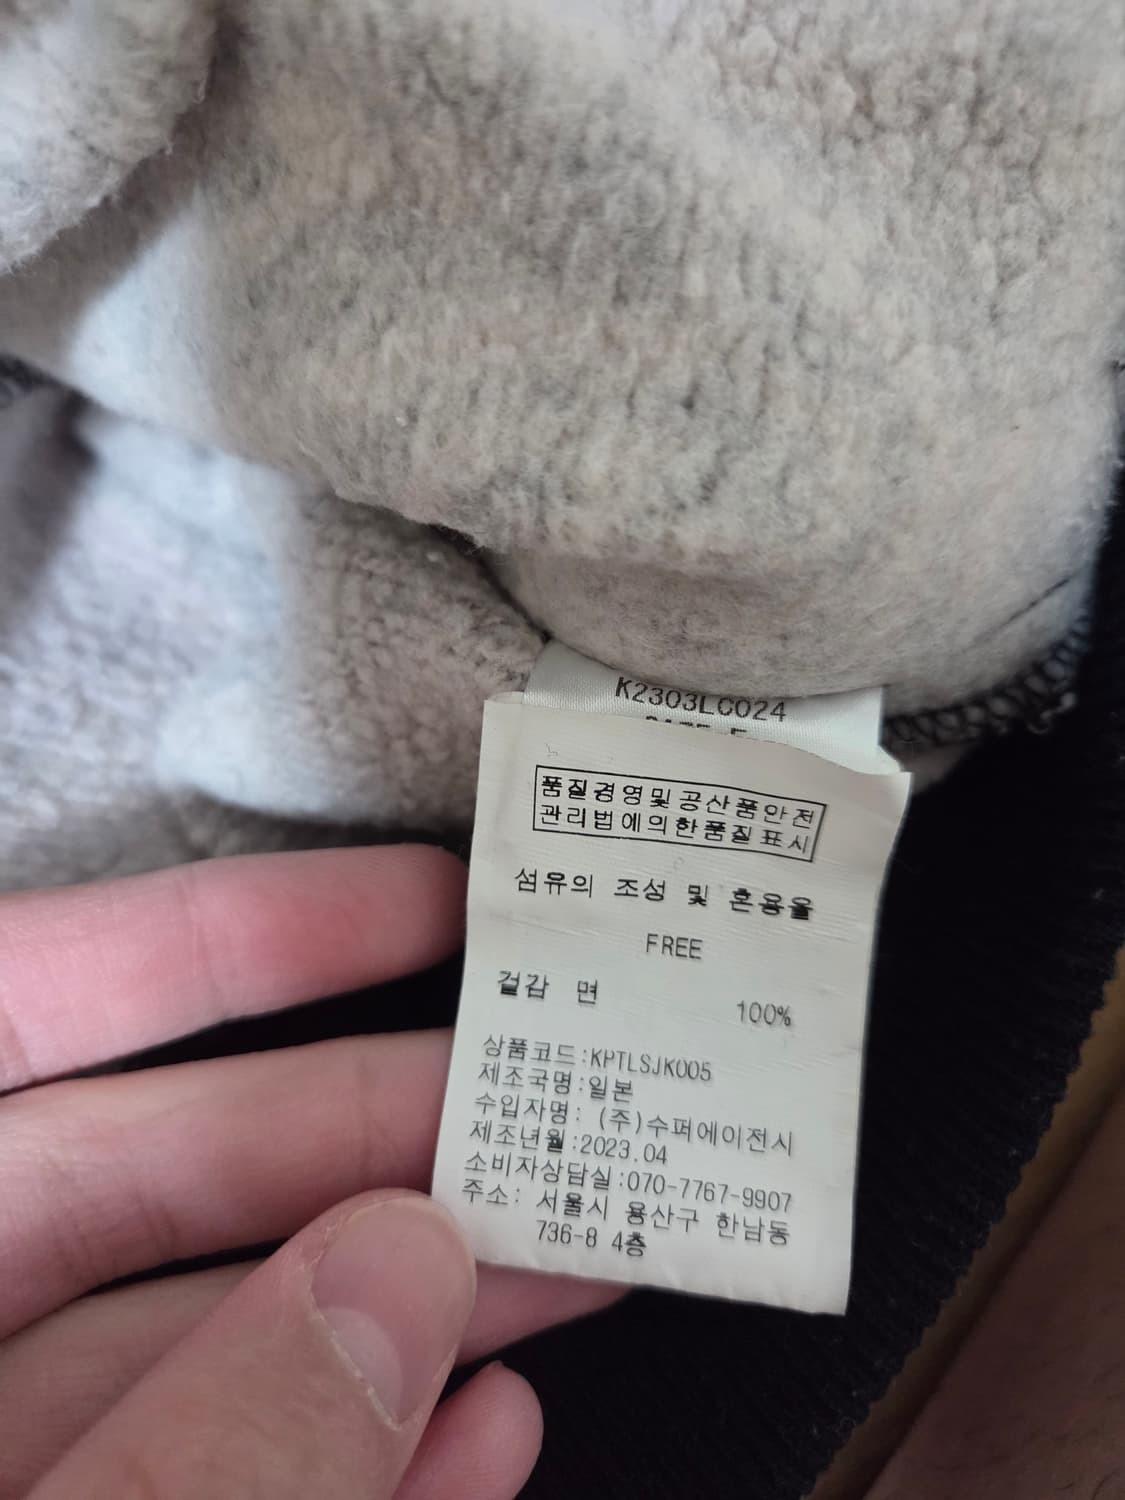 K2303LC024
품질경영및공산품안전
관리법에의한품질표시
섬유의 조성 및 혼용율
FREE
겉감 면 100%
상품코드:KPTLSJK005
제조국명:일본
수입자명: (주)수퍼에이전시
제조년월:2023.04
소비자상담실:070-7767-9907
주소: 서울시 용산구 한남동
736-8 4층